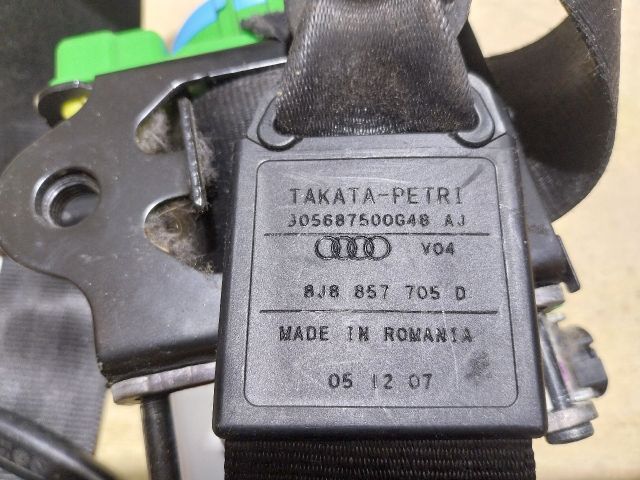 TAKATA-PETRI
305687500G48 AJ
V04
8J8 857 705 D
MADE IN ROMANIA
05 12 07